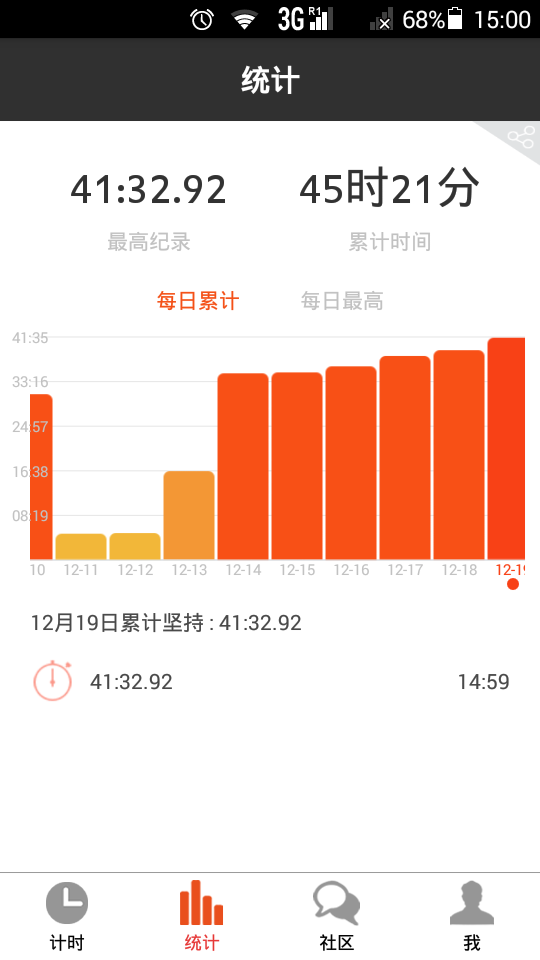 3G R1 68% 15:00
统计
41:32.92 45时21分
最高纪录 累计时间
每日累计 每日最高
41:35
33:16
24:57
16:38
08:19
10 12-11 12-12 12-13 12-14 12-15 12-16 12-17 12-18 12-19
12月19日累计坚持 : 41:32.92
41:32.92 14:59
计时 统计 社区 我